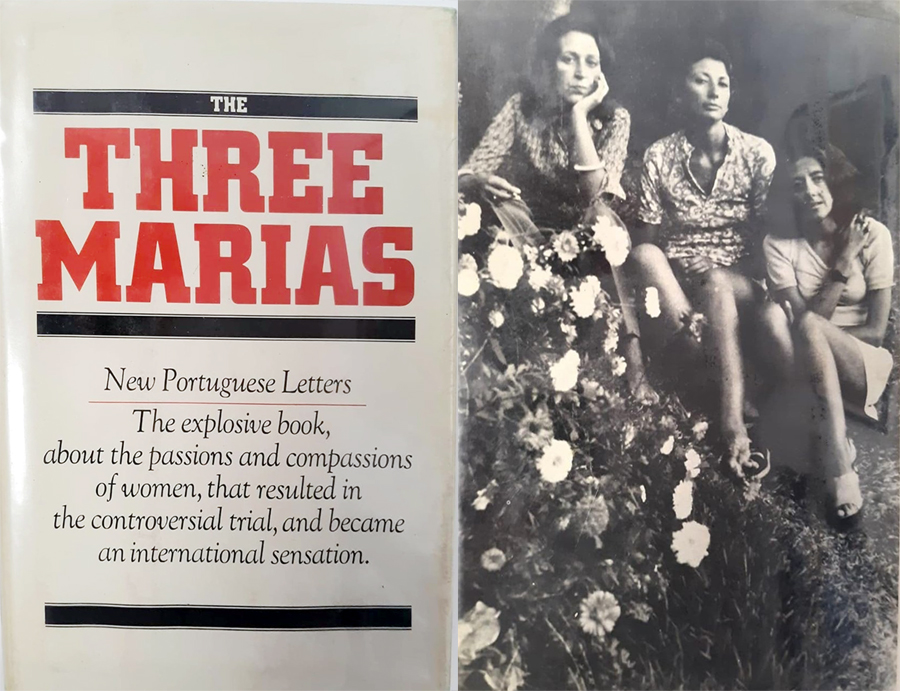 THE
THREE
MARIAS
New Portuguese Letters
The explosive book,
about the passions and compassions
of women, that resulted in
the controversial trial, and became
an international sensation.